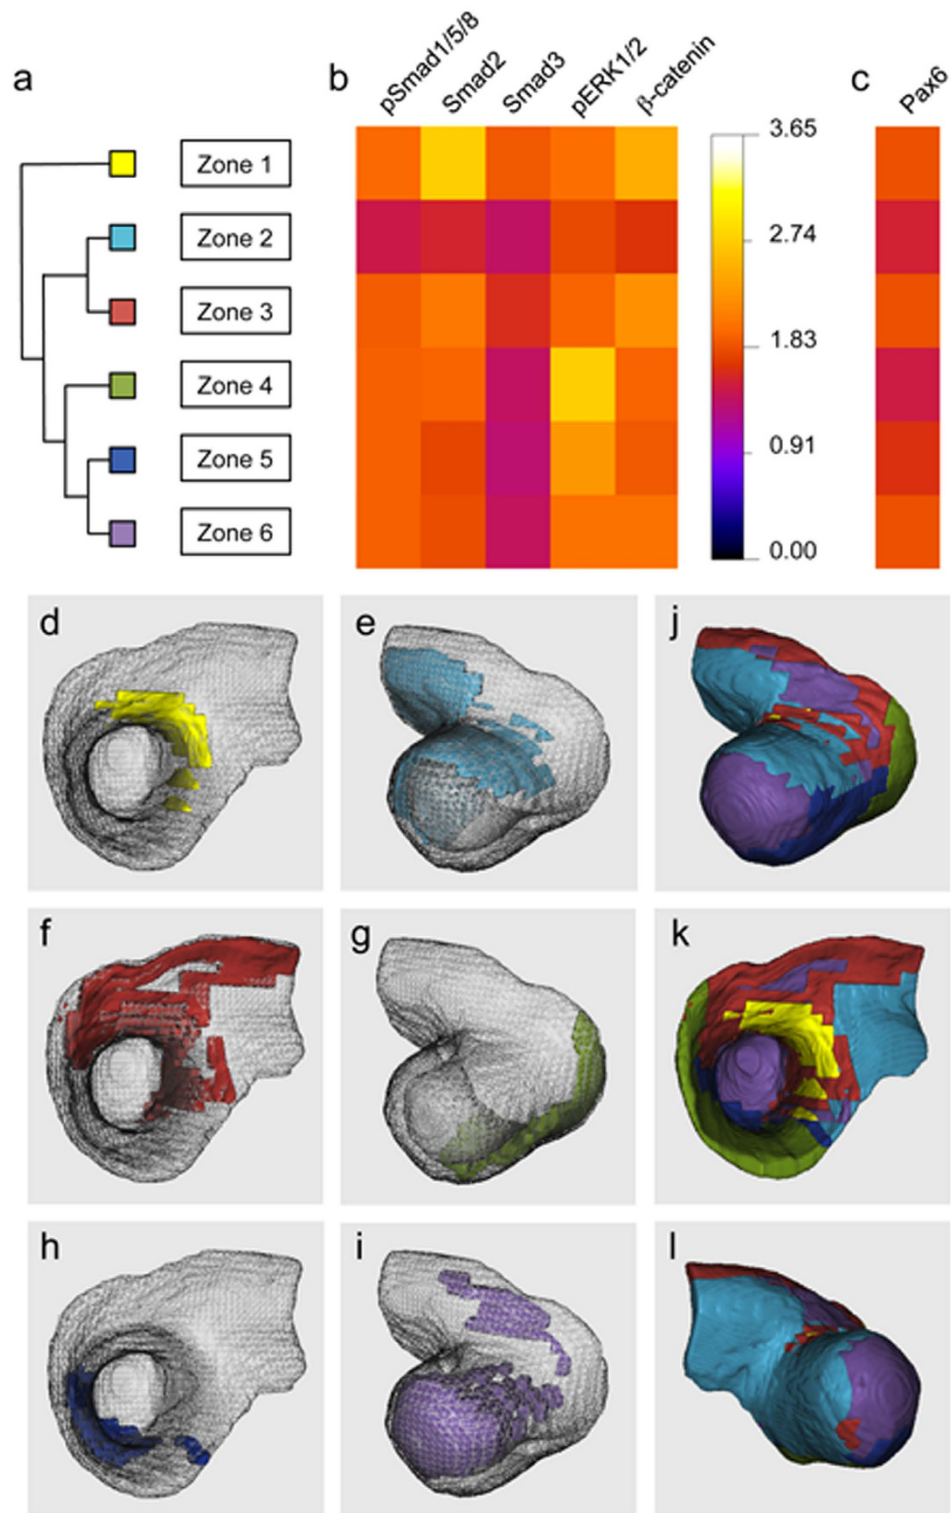 a
b
c
pSmad1/5/8
Smad2
Smad3
pERK1/2
β-catenin
Pax6
Zone 1
Zone 2
Zone 3
Zone 4
Zone 5
Zone 6
3.65
2.74
1.83
0.91
0.00
d
e
j
f
g
k
h
i
l